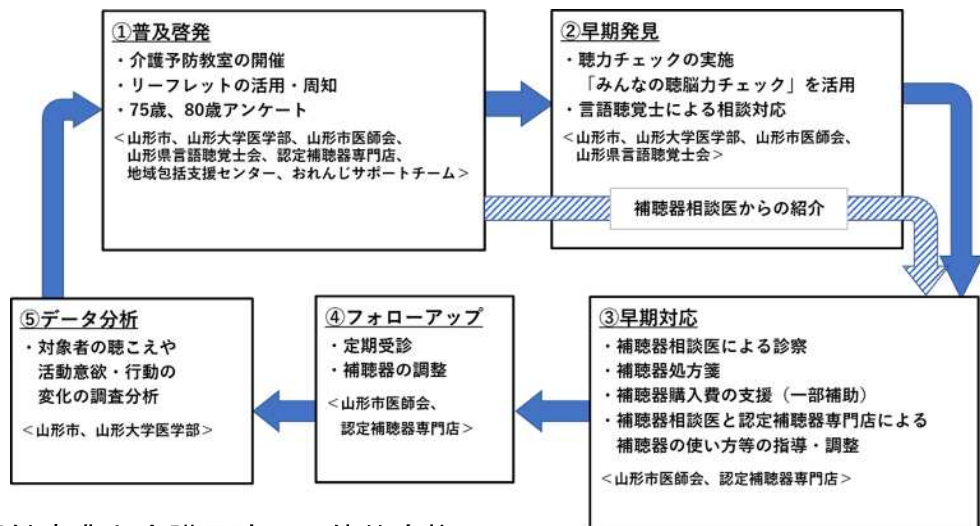 ①普及啓発
・介護予防教室の開催
・リーフレットの活用・周知
・75歳、80歳アンケート
<山形市、山形大学医学部、山形市医師会、
山形県言語聴覚士会、認定補聴器専門店、
地域包括支援センター、おれんじサポートチーム>
②早期発見
・聴力チェックの実施
「みんなの聴脳力チェック」を活用
・言語聴覚士による相談対応
<山形市、山形大学医学部、山形市医師会、
山形県言語聴覚士会>
補聴器相談医からの紹介
③早期対応
・補聴器相談医による診察
・補聴器処方箋
・補聴器購入費の支援（一部補助）
・補聴器相談医と認定補聴器専門店による
補聴器の使い方等の指導・調整
<山形市医師会、認定補聴器専門店>
④フォローアップ
・定期受診
・補聴器の調整
<山形市医師会、
認定補聴器専門店>
⑤データ分析
・対象者の聴こえや
活動意欲・行動の
変化の調査分析
<山形市、山形大学医学部>